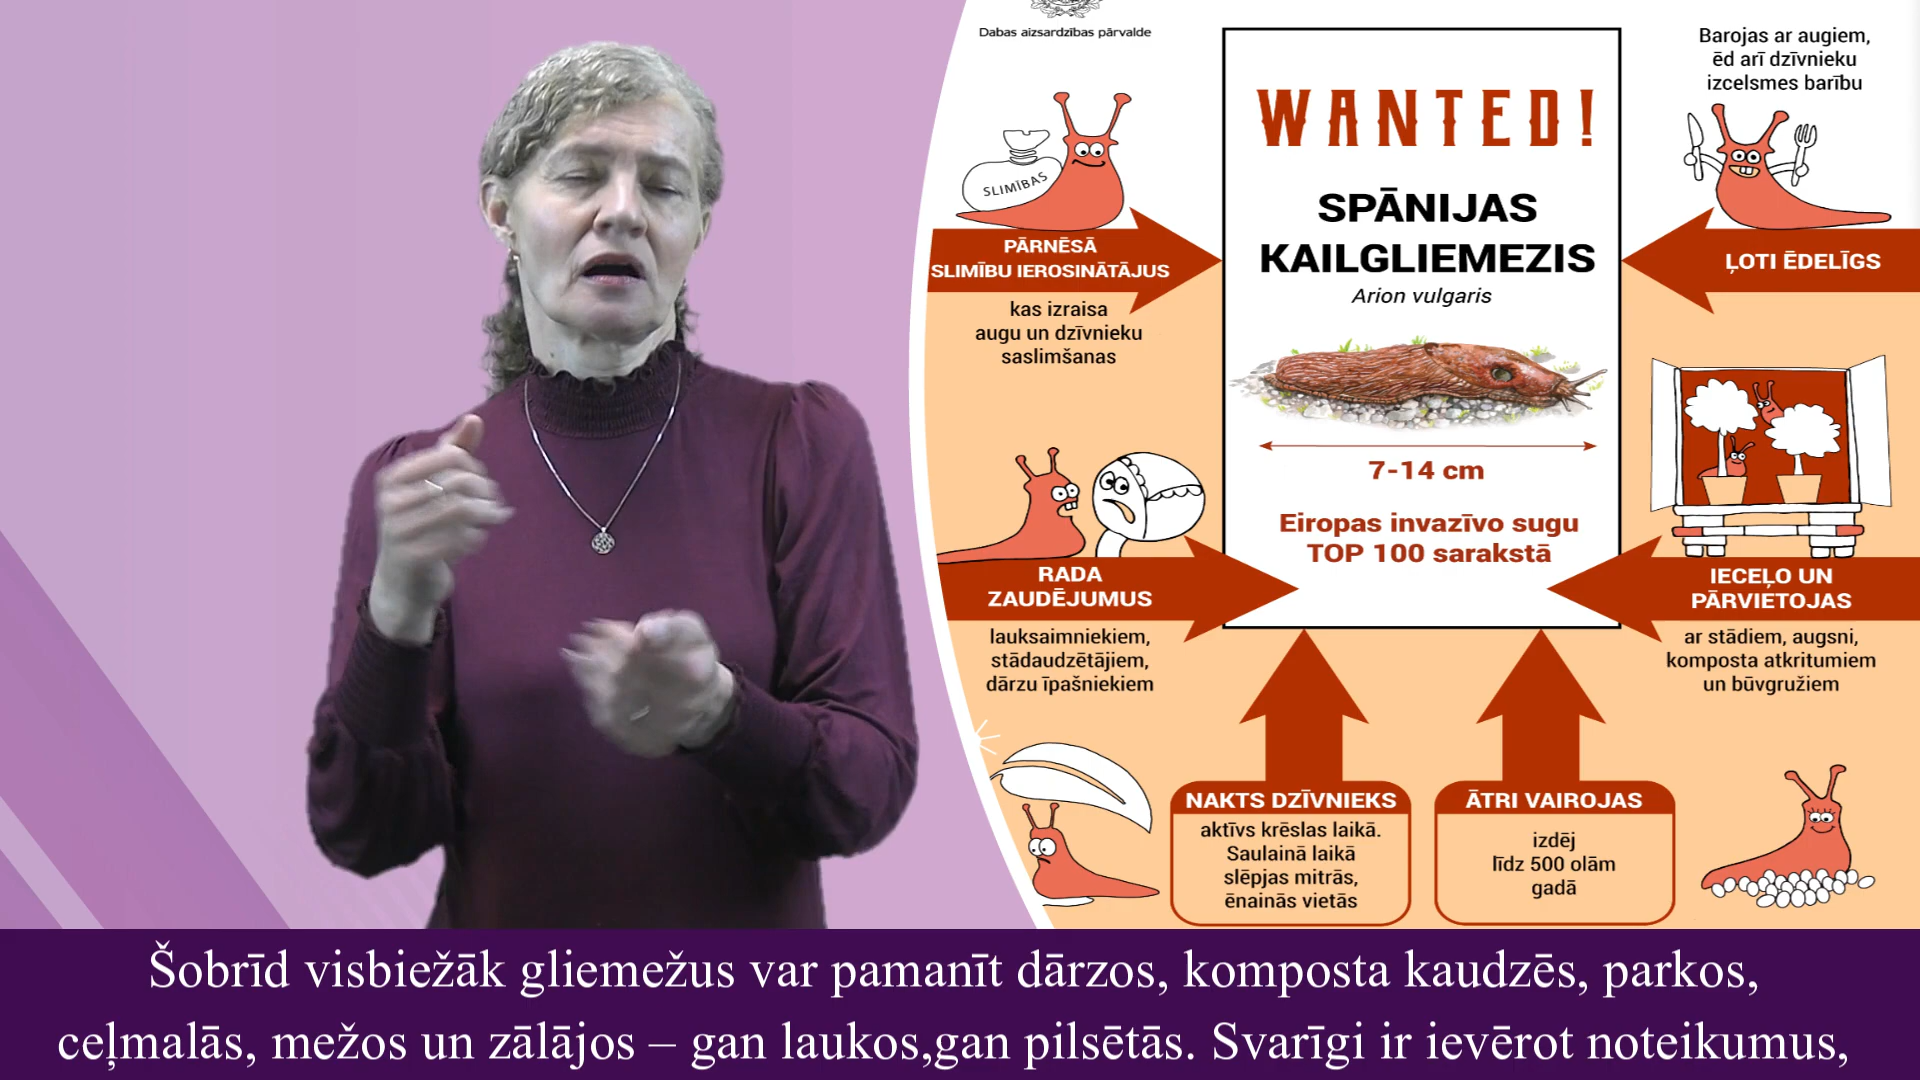 Dabas aizsardzības pārvalde
SLIMĪBAS
PĀRNĒSĀ
SLIMĪBU IEROSINĀTĀJUS
kas izraisa
augu un dzīvnieku
saslimšanas
RADA
ZAUDĒJUMUS
lauksaimniekiem,
stādaudzētājiem,
dārzu īpašniekiem
WANTED!
SPĀNIJAS
KAILGLIEMEZIS
Arion vulgaris
7-14 cm
Eiropas invazīvo sugu
TOP 100 sarakstā
Barojas ar augiem,
ēd arī dzīvnieku
izcelsmes barību
ĻOTI ĒDELĪGS
IECEĻO UN
PĀRVIETOJAS
ar stādiem, augsni,
komposta atkritumiem
un būvgružiem
NAKTS DZĪVNIEKS
aktīvs krēslas laikā.
Saulainā laikā
slēpjas mitrās,
ēnainās vietās
ĀTRI VAIROJAS
izdēj
līdz 500 olām
gadā
Šobrīd visbiežāk gliemežus var pamanīt dārzos, komposta kaudzēs, parkos,
ceļmalās, mežos un zālājos – gan laukos,gan pilsētās. Svarīgi ir ievērot noteikumus,